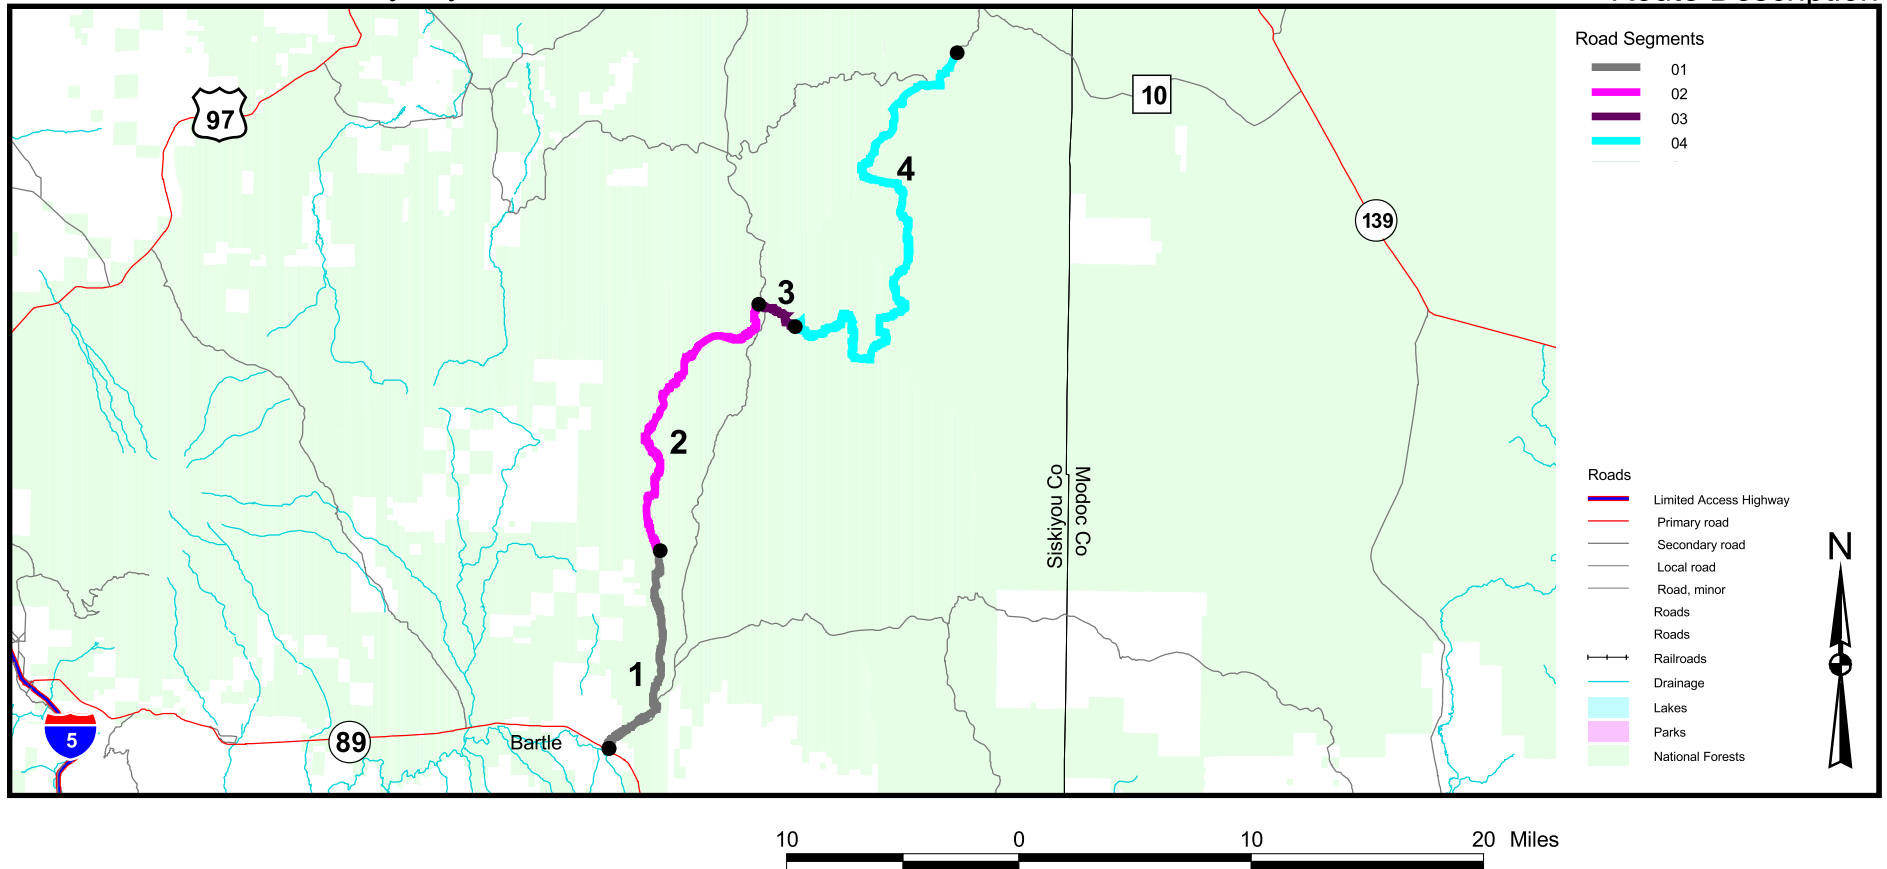 Route Description
Road Segments
01
02
03
04
97
10
4
139
3
2
Siskiyou Co
Modoc Co
1
5
89
Bartle
Roads
Limited Access Highway
Primary road
Secondary road
Local road
Road, minor
Roads
Roads
Railroads
Drainage
Lakes
Parks
National Forests
N
10 0 10 20 Miles